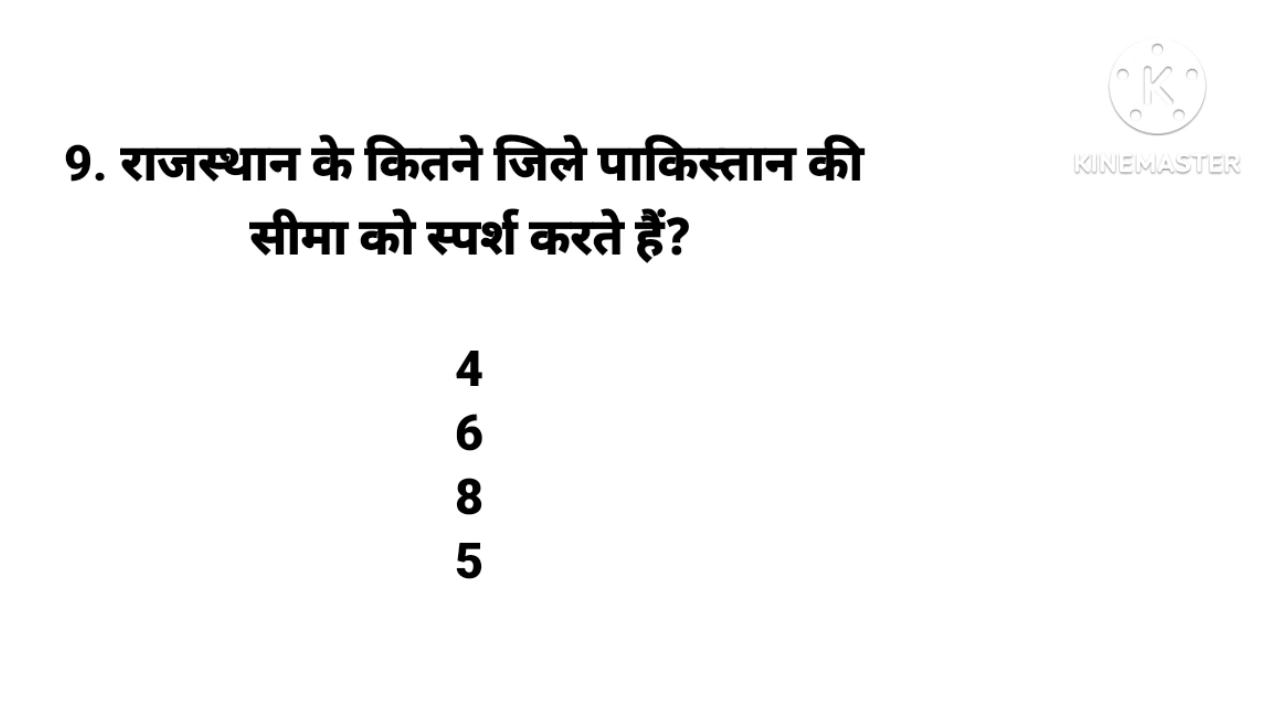 9. राजस्थान के कितने जिले पाकिस्तान की
सीमा को स्पर्श करते हैं?
4
6
8
5
K
KINEMASTER